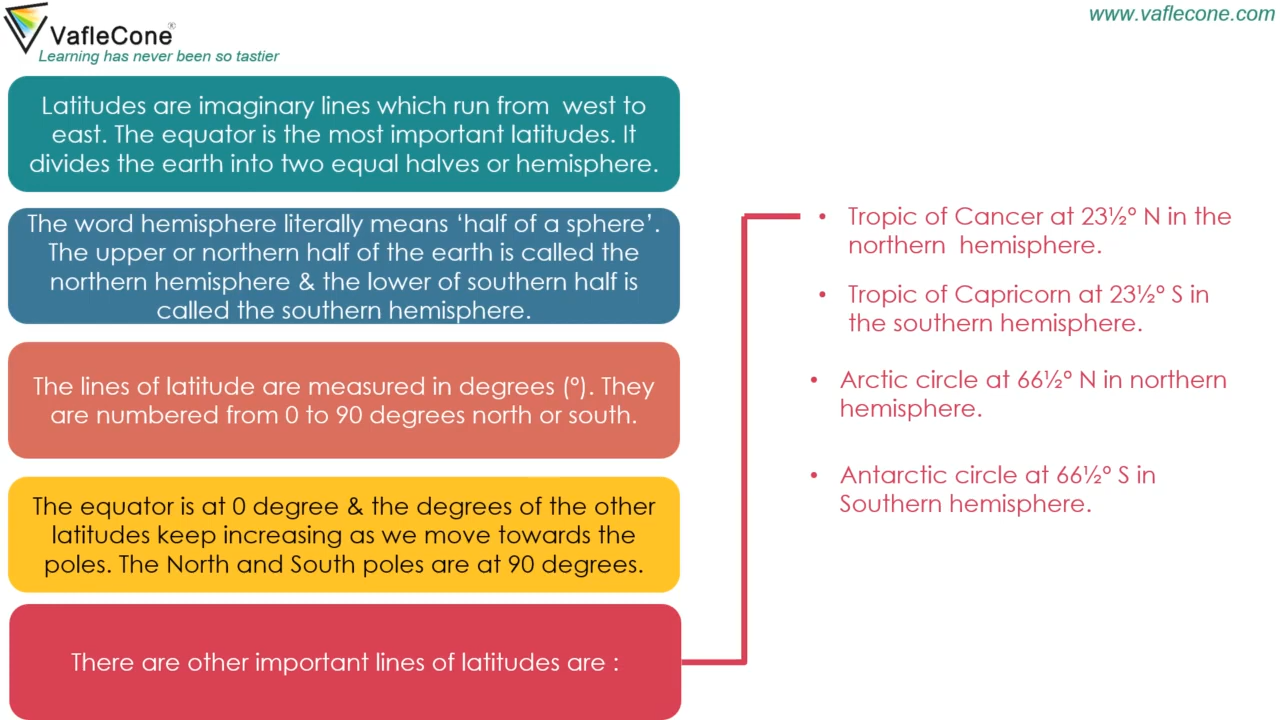 VafleCone®
Learning has never been so tastier
www.vaflecone.com
Latitudes are imaginary lines which run from  west to
east. The equator is the most important latitudes. It
divides the earth into two equal halves or hemisphere.
The word hemisphere literally means ‘half of a sphere’.
The upper or northern half of the earth is called the
northern hemisphere & the lower of southern half is
called the southern hemisphere.
The lines of latitude are measured in degrees (°). They
are numbered from 0 to 90 degrees north or south.
The equator is at 0 degree & the degrees of the other
latitudes keep increasing as we move towards the
poles. The North and South poles are at 90 degrees.
There are other important lines of latitudes are :
• Tropic of Cancer at 23½° N in the
northern  hemisphere.
• Tropic of Capricorn at 23½° S in
the southern hemisphere.
• Arctic circle at 66½° N in northern
hemisphere.
• Antarctic circle at 66½° S in
Southern hemisphere.